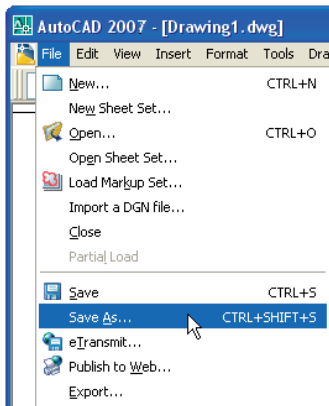 AutoCAD 2007 - [Drawing1.dwg]
File Edit View Insert Format Tools Dra
New... CTRL+N
New Sheet Set...
Open... CTRL+O
Open Sheet Set...
Load Markup Set...
Import a DGN file...
Close
Partial Load
Save CTRL+S
Save As... CTRL+SHIFT+S
eTransmit...
Publish to Web...
Export...